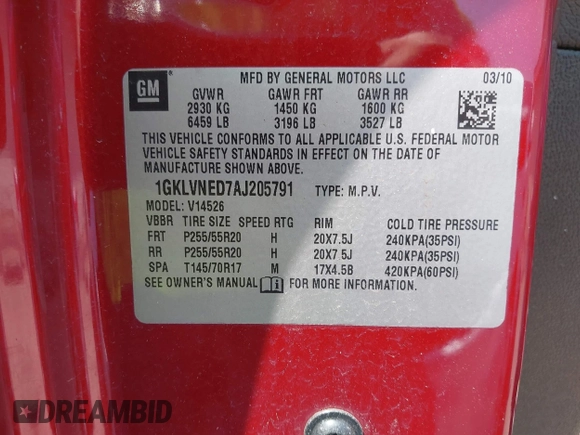 GM
MFD BY GENERAL MOTORS LLC 03/10
GVWR GAWR FRT GAWR RR
2930 KG 1450 KG 1600 KG
6459 LB 3196 LB 3527 LB
THIS VEHICLE CONFORMS TO ALL APPLICABLE U.S. FEDERAL MOTOR
VEHICLE SAFETY STANDARDS IN EFFECT ON THE DATE OF
MANUFACTURE SHOWN ABOVE.
1GKLVNED7AJ205791 TYPE: M.P.V.
MODEL: V14526
VBBR TIRE SIZE SPEED RTG RIM COLD TIRE PRESSURE
FRT P255/55R20 H 20X7.5J 240KPA(35PSI)
RR P255/55R20 H 20X7.5J 240KPA(35PSI)
SPA T145/70R17 M 17X4.5B 420KPA(60PSI)
SEE OWNER'S MANUAL FOR MORE INFORMATION.
DREAMBID